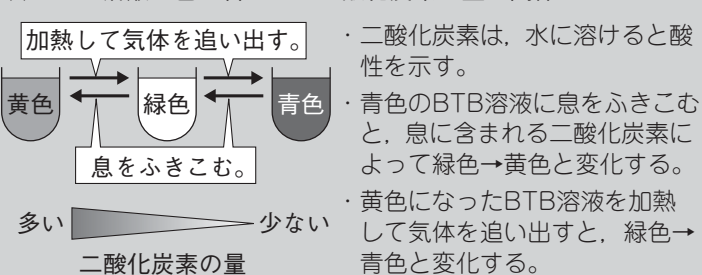 加熱して気体を追い出す。
黄色 緑色 青色
息をふきこむ。
多い 少ない
二酸化炭素の量
・二酸化炭素は，水に溶けると酸
性を示す。
・青色のBTB溶液に息をふきこむ
と，息に含まれる二酸化炭素に
よって緑色→黄色と変化する。
・黄色になったBTB溶液を加熱
して気体を追い出すと，緑色→
青色と変化する。